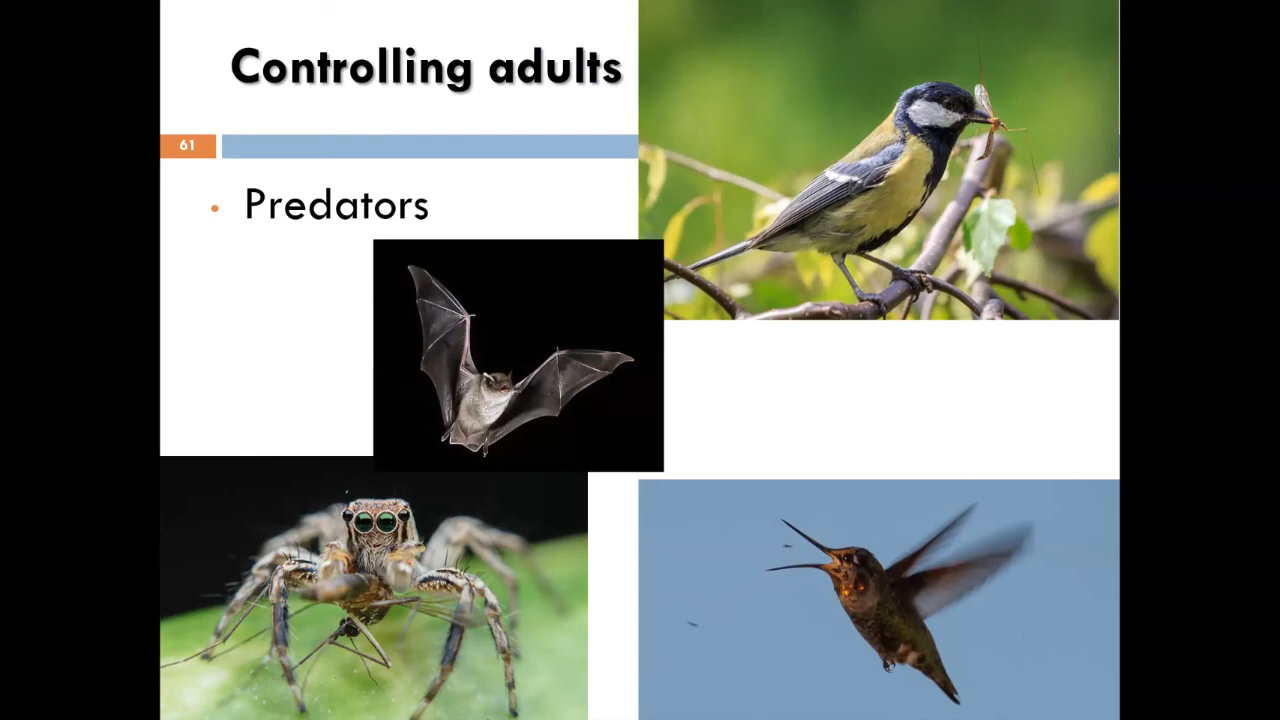 Controlling adults
61
• Predators